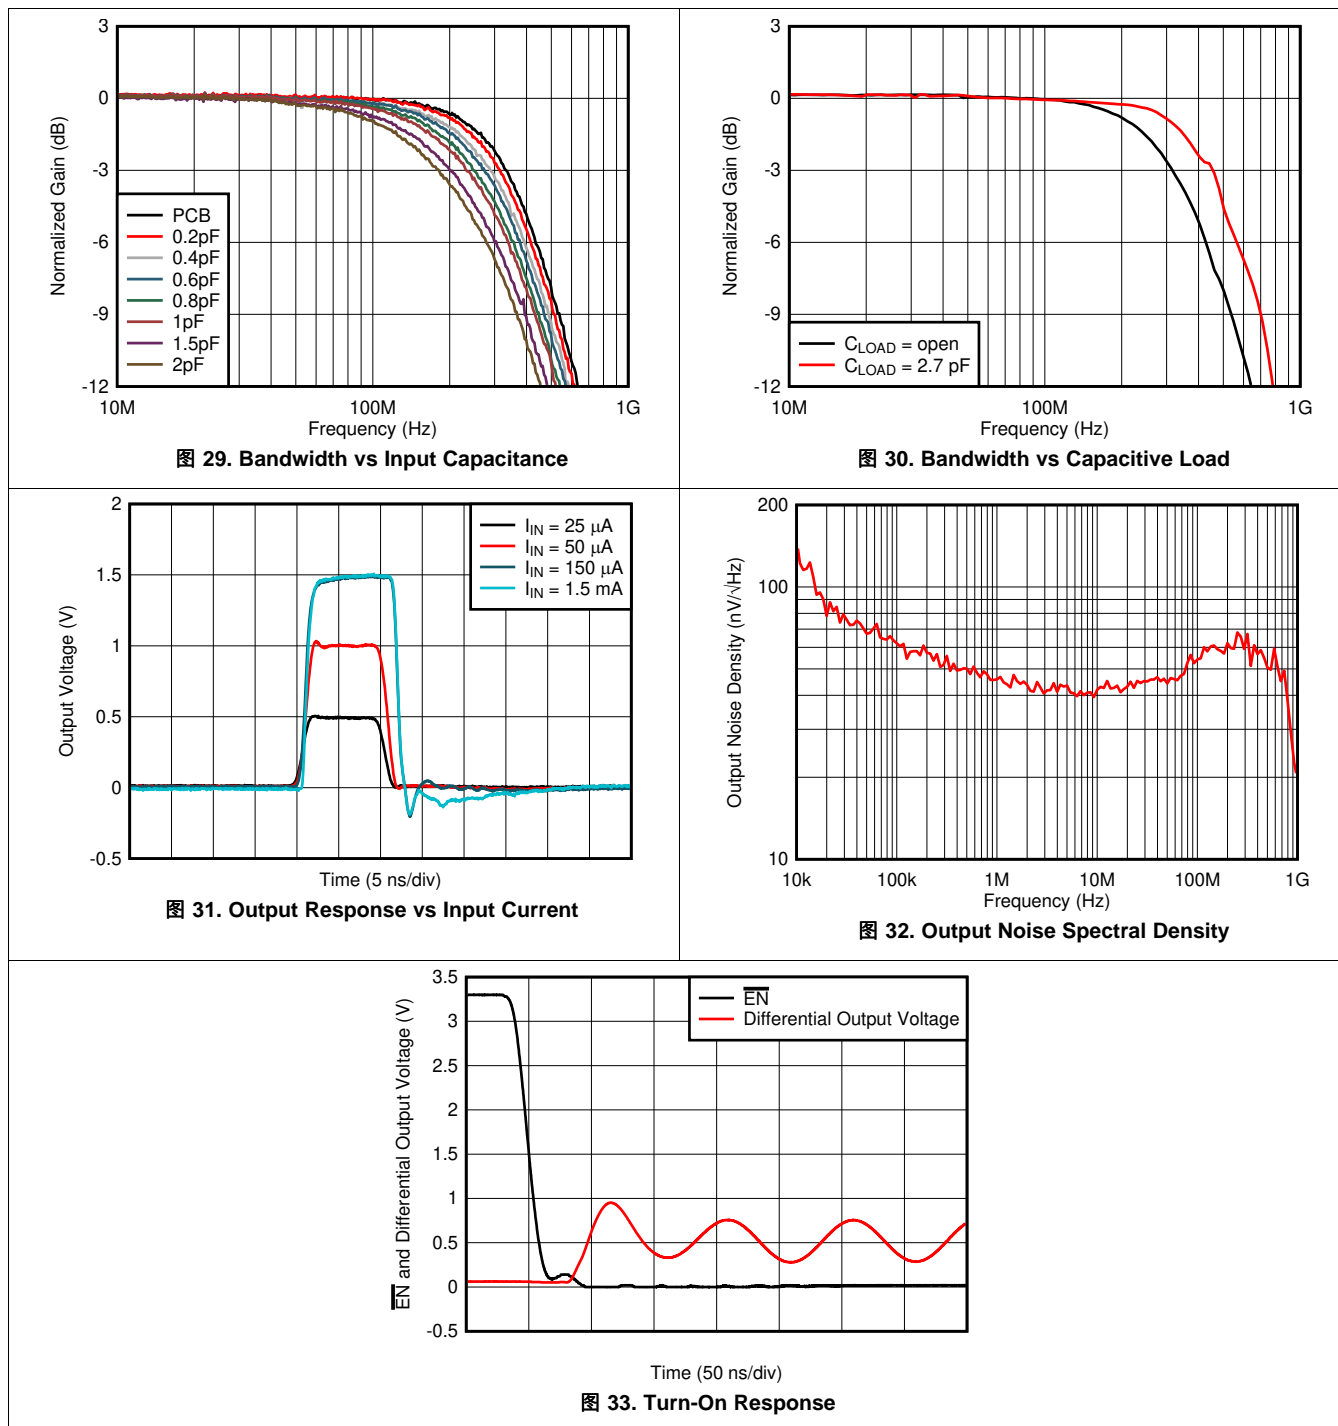 3
0
-3
-6
-9
-12
Normalized Gain (dB)
PCB
0.2pF
0.4pF
0.6pF
0.8pF
1pF
1.5pF
2pF
10M 100M 1G
Frequency (Hz)
图 29. Bandwidth vs Input Capacitance
3
0
-3
-6
-9
-12
Normalized Gain (dB)
CLOAD = open
CLOAD = 2.7 pF
10M 100M 1G
Frequency (Hz)
图 30. Bandwidth vs Capacitive Load
2
1.5
1
0.5
0
-0.5
Output Voltage (V)
IIN = 25 μA
IIN = 50 μA
IIN = 150 μA
IIN = 1.5 mA
Time (5 ns/div)
图 31. Output Response vs Input Current
200
100
10
Output Noise Density (nV/√Hz)
10k 100k 1M 10M 100M 1G
Frequency (Hz)
图 32. Output Noise Spectral Density
3.5
3
2.5
2
1.5
1
0.5
0
-0.5
EN and Differential Output Voltage (V)
EN
Differential Output Voltage
Time (50 ns/div)
图 33. Turn-On Response